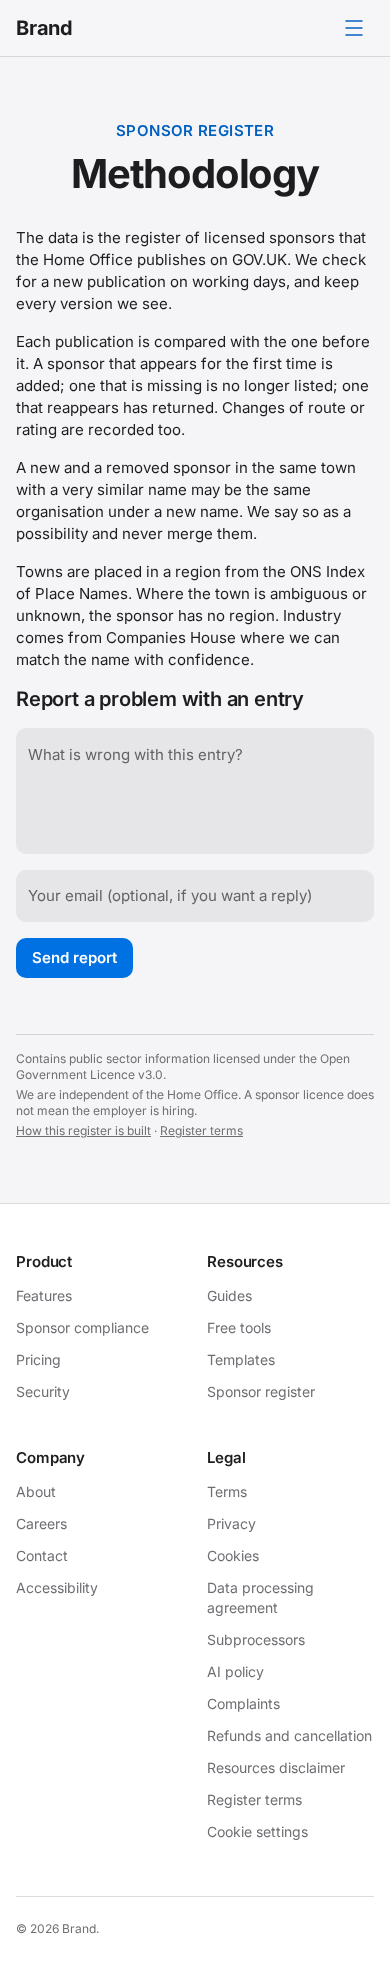 Brand
SPONSOR REGISTER
Methodology
The data is the register of licensed sponsors that
the Home Office publishes on GOV.UK. We check
for a new publication on working days, and keep
every version we see.
Each publication is compared with the one before
it. A sponsor that appears for the first time is
added; one that is missing is no longer listed; one
that reappears has returned. Changes of route or
rating are recorded too.
A new and a removed sponsor in the same town
with a very similar name may be the same
organisation under a new name. We say so as a
possibility and never merge them.
Towns are placed in a region from the ONS Index
of Place Names. Where the town is ambiguous or
unknown, the sponsor has no region. Industry
comes from Companies House where we can
match the name with confidence.
Report a problem with an entry
What is wrong with this entry?
Your email (optional, if you want a reply)
Send report
Contains public sector information licensed under the Open
Government Licence v3.0.
We are independent of the Home Office. A sponsor licence does
not mean the employer is hiring.
How this register is built · Register terms
Product
Features
Sponsor compliance
Pricing
Security
Resources
Guides
Free tools
Templates
Sponsor register
Company
About
Careers
Contact
Accessibility
Legal
Terms
Privacy
Cookies
Data processing
agreement
Subprocessors
AI policy
Complaints
Refunds and cancellation
Resources disclaimer
Register terms
Cookie settings
© 2026 Brand.